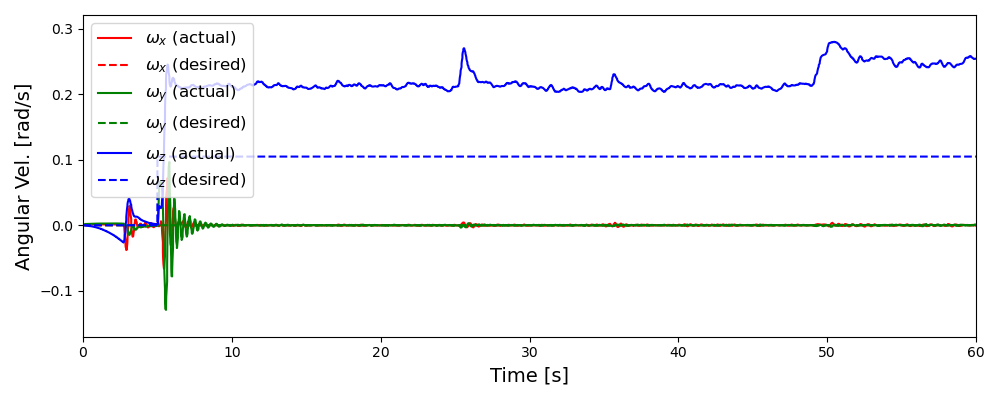 Angular Vel. [rad/s]
0.3
0.2
0.1
0.0
−0.1
ωx (actual)
ωx (desired)
ωy (actual)
ωy (desired)
ωz (actual)
ωz (desired)
0 10 20 30 40 50 60
Time [s]